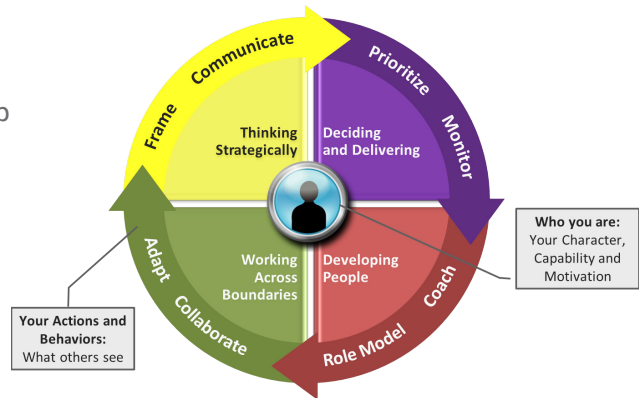 Frame Communicate
Prioritize Monitor
Thinking
Strategically
Deciding
and Delivering
Working
Across
Boundaries
Developing
People
Adapt Collaborate
Role Model Coach
Who you are:
Your Character,
Capability and
Motivation
Your Actions and
Behaviors:
What others see